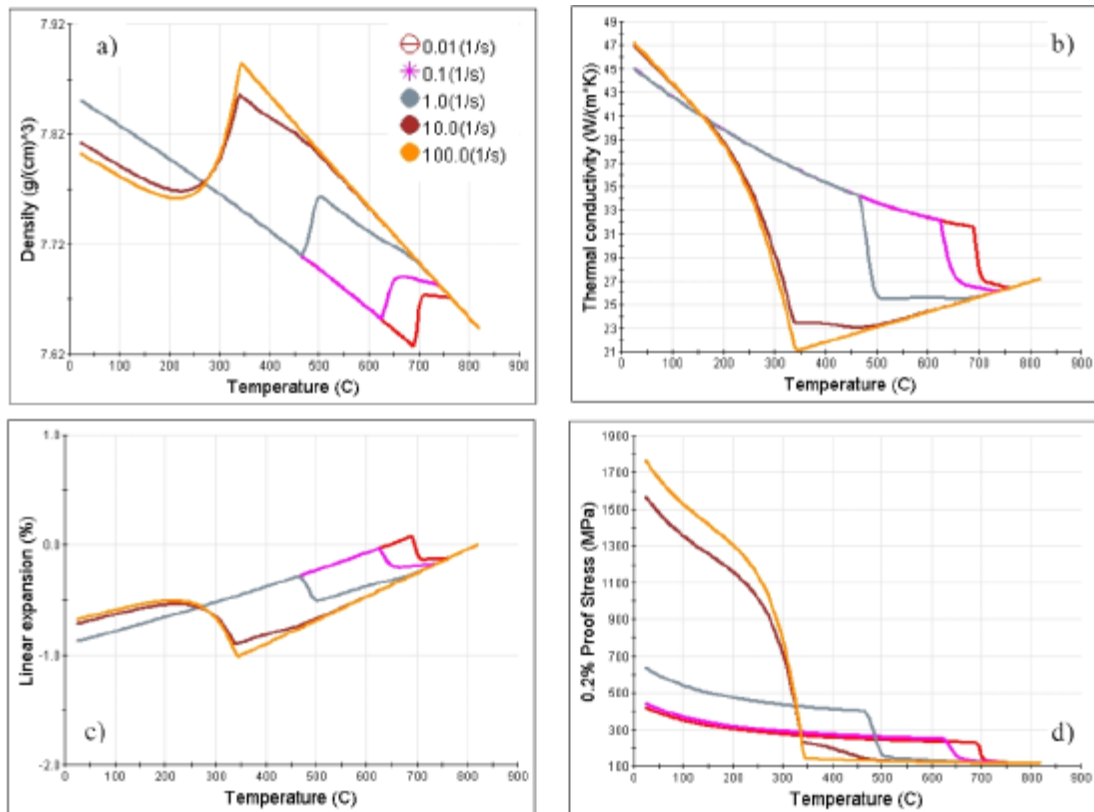 a)
7.92
7.82
7.72
7.62
Density (g/(cm)^3)
0 100 200 300 400 500 600 700 800 900
Temperature (C)
0.01(1/s)
0.1(1/s)
1.0(1/s)
10.0(1/s)
100.0(1/s)
b)
49
47
45
43
41
39
37
35
33
31
29
27
25
23
21
Thermal conductivity (W/(m*K)
0 100 200 300 400 500 600 700 800 900
Temperature (C)
c)
1.0
0.0
-1.0
-2.0
Linear expansion (%)
0 100 200 300 400 500 600 700 800 900
Temperature (C)
d)
1900
1700
1500
1300
1100
900
700
500
300
100
0.2% Proof Stress (MPa)
0 100 200 300 400 500 600 700 800 900
Temperature (C)